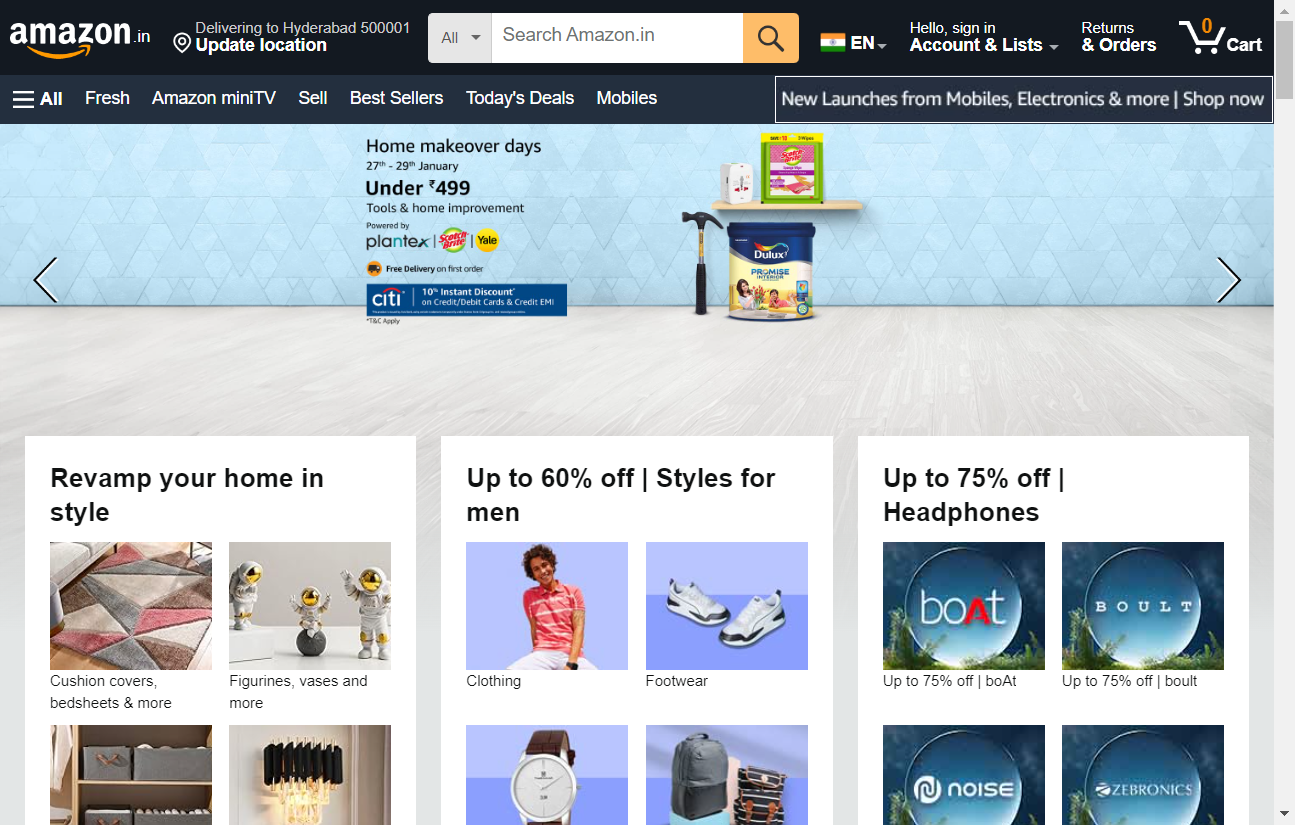 amazon.in
Delivering to Hyderabad 500001
Update location
All
Search Amazon.in
EN
Hello, sign in
Account & Lists
Returns
& Orders
0
Cart
All
Fresh
Amazon miniTV
Sell
Best Sellers
Today's Deals
Mobiles
New Launches from Mobiles, Electronics & more | Shop now
Home makeover days
27th - 29th January
Under ₹499
Tools & home improvement
Powered by
plantex | Scotch Brite | Yale
Free Delivery on first order
citi
10% Instant Discount*
on Credit/Debit Cards & Credit EMI
*T&C Apply
Scotch Brite
Dulux
PROMISE
INTERIOR
Revamp your home in
style
Cushion covers,
bedsheets & more
Figurines, vases and
more
Up to 60% off | Styles for
men
Clothing
Footwear
Up to 75% off |
Headphones
boAt
BOULT
Up to 75% off | boAt
Up to 75% off | boult
NOISE
ZEBRONICS